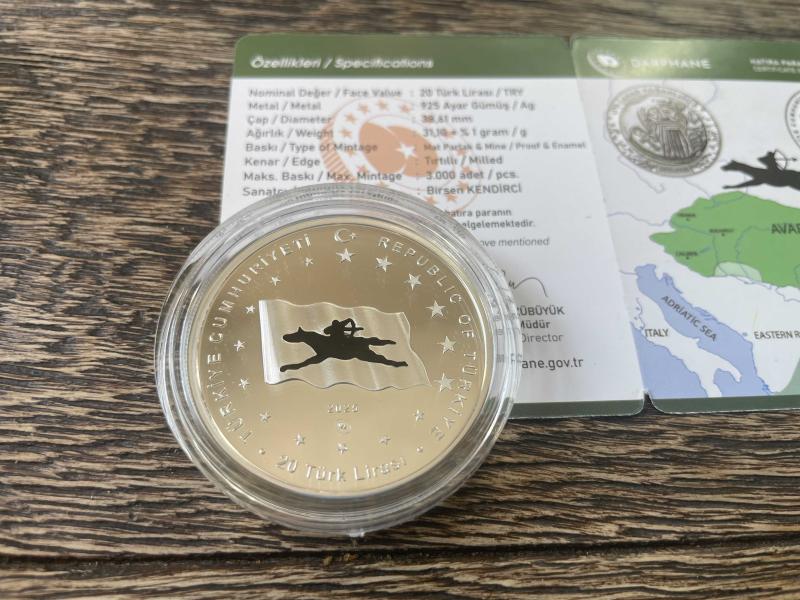 Özellikleri / Specifications
Nominal Değer / Face Value : 20 Türk Lirası / TRY
Metal / Metal : 925 Ayar Gümüş / Ag
Çap / Diameter : 38,61 mm
Ağırlık / Weight : 31,10 ± % 1 gram / g
Baskı / Type of Mintage : Mat Parlak & Mine / Proof & Enamel
Kenar / Edge : Tırtıllı / Milled
Maks. Baskı / Max. Mintage : 3.000 adet / pcs.
Birsen KENDİRCİ
hatıra paranın
belgelemektedir.
above mentioned
Müdür
Director
.gov.tr
DARPHANE
HATIRA PARA
AVAR
ADRIATIC SEA
ITALY
EASTERN R
TÜRKİYE CUMHURİYETİ
REPUBLIC OF TÜRKİYE
2025
20 Türk Lirası